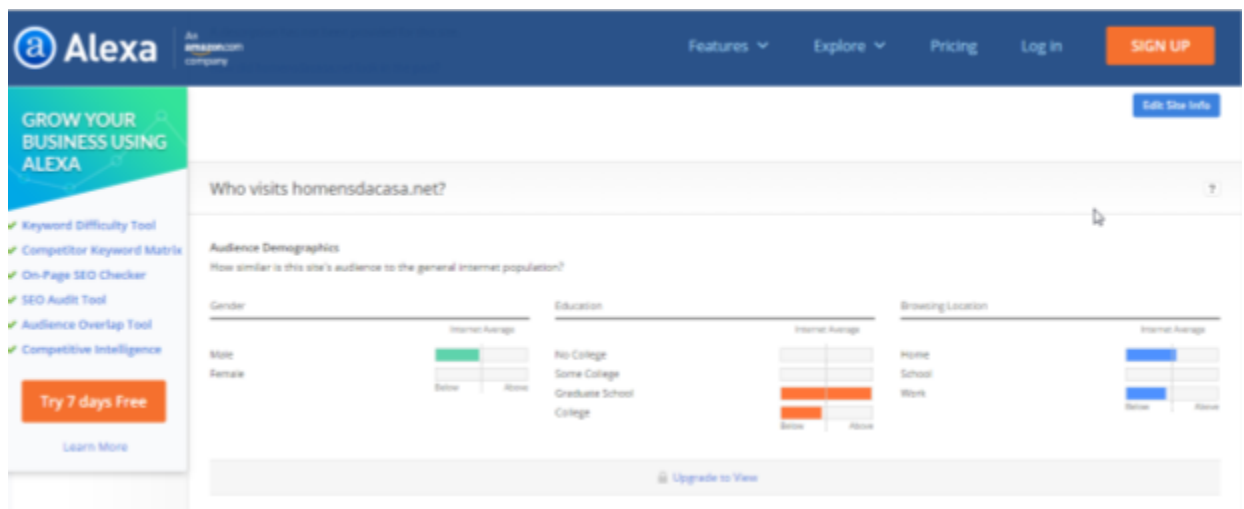 a Alexa
An
amazon.com
company
Features Explore Pricing Log in SIGN UP
GROW YOUR
BUSINESS USING
ALEXA
Keyword Difficulty Tool
Competitor Keyword Matrix
On-Page SEO Checker
SEO Audit Tool
Audience Overlap Tool
Competitive Intelligence
Try 7 days Free
Learn More
Edit Site Info
Who visits homensdacasa.net?
?
Audience Demographics
How similar is this site's audience to the general internet population?
Gender
Internet Average
Male
Female
Below Above
Education
Internet Average
No College
Some College
Graduate School
College
Below Above
Browsing Location
Internet Average
Home
School
Work
Below Above
Upgrade to View